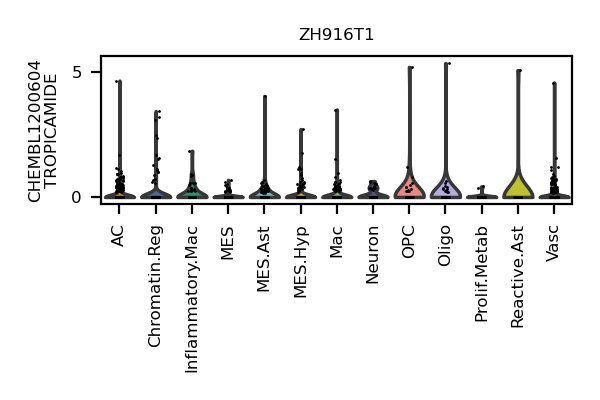 ZH916T1
CHEMBL1200604
TROPICAMIDE
5
0
AC
Chromatin.Reg
Inflammatory.Mac
MES
MES.Ast
MES.Hyp
Mac
Neuron
OPC
Oligo
Prolif.Metab
Reactive.Ast
Vasc